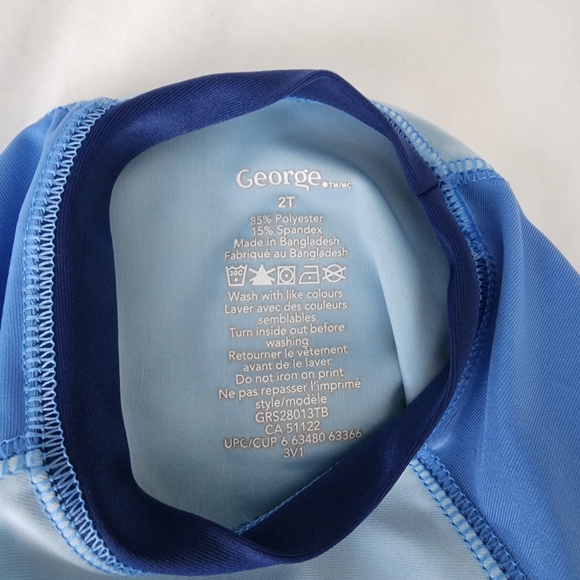 George.TM/MC
2T
85% Polyester
15% Spandex
Made in Bangladesh
Fabriqué au Bangladesh
30C
Wash with like colours
Laver avec des couleurs
semblables
Turn inside out before
washing
Retourner le vêtement
avant de le laver
Do not iron on print
Ne pas repasser l'imprimé
style/modèle
GRS28013TB
CA 51122
UPC/CUP 6 63480 63366
3V1